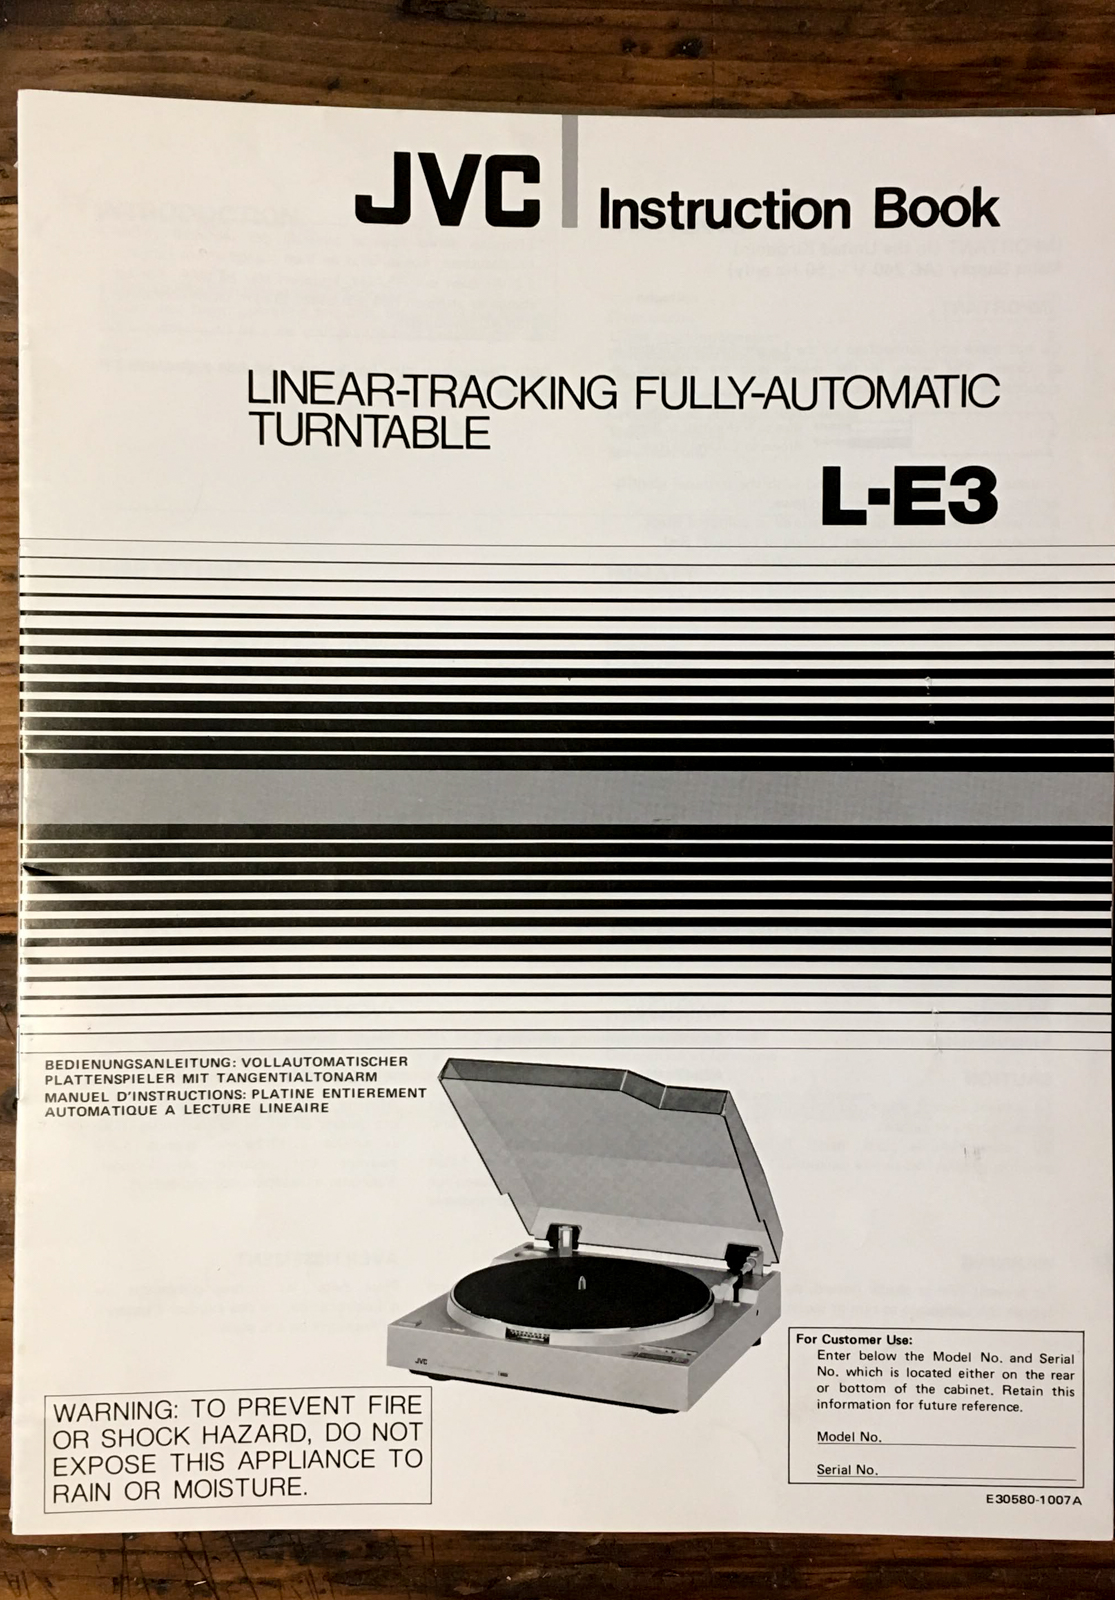 JVC Instruction Book
LINEAR-TRACKING FULLY-AUTOMATIC
TURNTABLE
L-E3
BEDIENUNGSANLEITUNG: VOLLAUTOMATISCHER
PLATTENSPIELER MIT TANGENTIALTONARM
MANUEL D'INSTRUCTIONS: PLATINE ENTIEREMENT
AUTOMATIQUE A LECTURE LINEAIRE
JVC
WARNING: TO PREVENT FIRE
OR SHOCK HAZARD, DO NOT
EXPOSE THIS APPLIANCE TO
RAIN OR MOISTURE.
For Customer Use:
Enter below the Model No. and Serial
No. which is located either on the rear
or bottom of the cabinet. Retain this
information for future reference.
Model No.
Serial No.
E30580-1007A